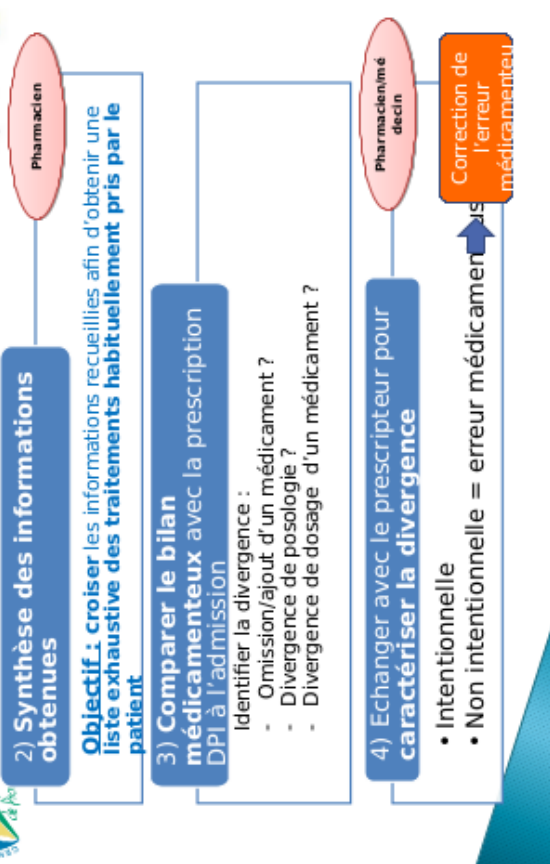 2) Synthèse des informations
obtenues
Pharmacien
Objectif : croiser les informations recueillies afin d'obtenir une
liste exhaustive des traitements habituellement pris par le
patient
3) Comparer le bilan
médicamenteux avec la prescription
DPI à l'admission
Identifier la divergence :
- Omission/ajout d'un médicament ?
- Divergence de posologie ?
- Divergence de dosage d'un médicament ?
4) Echanger avec le prescripteur pour
caractériser la divergence
Pharmacien/mé
decin
• Intentionnelle
• Non intentionnelle = erreur médicamenteus
Correction de
l'erreur
médicamenteu